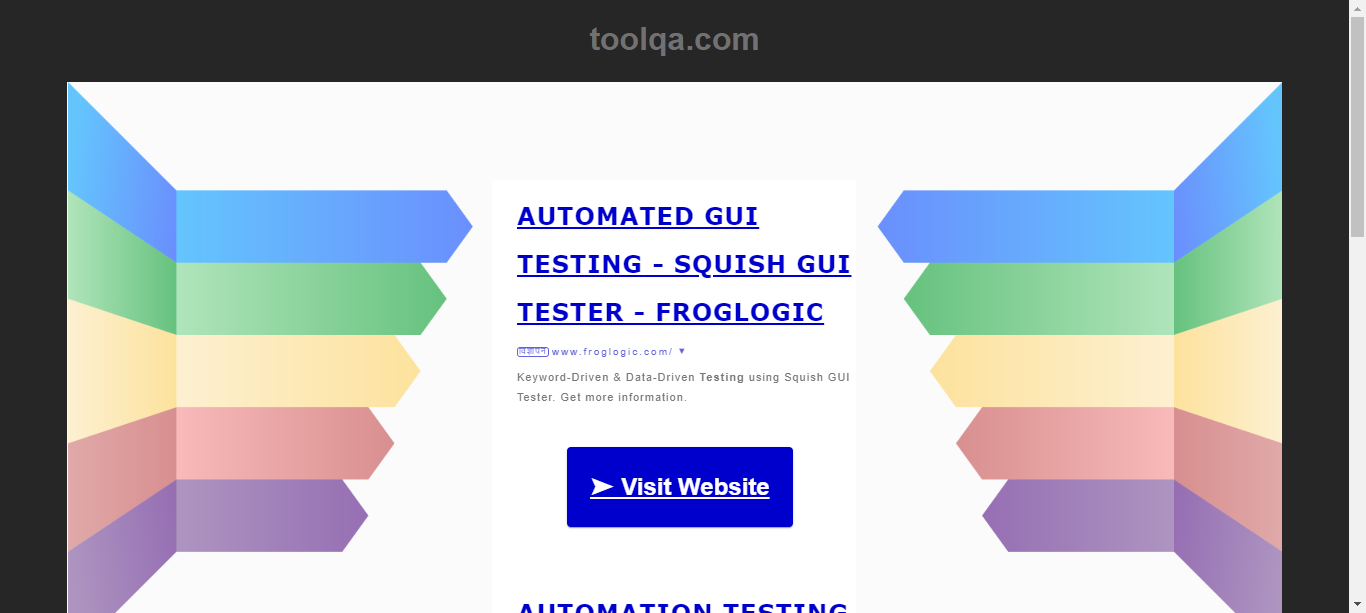 toolqa.com
AUTOMATED GUI
TESTING - SQUISH GUI
TESTER - FROGLOGIC
विज्ञापन www.froglogic.com/ ▼
Keyword-Driven & Data-Driven Testing using Squish GUI
Tester. Get more information.
➤ Visit Website
AUTOMATION TESTING